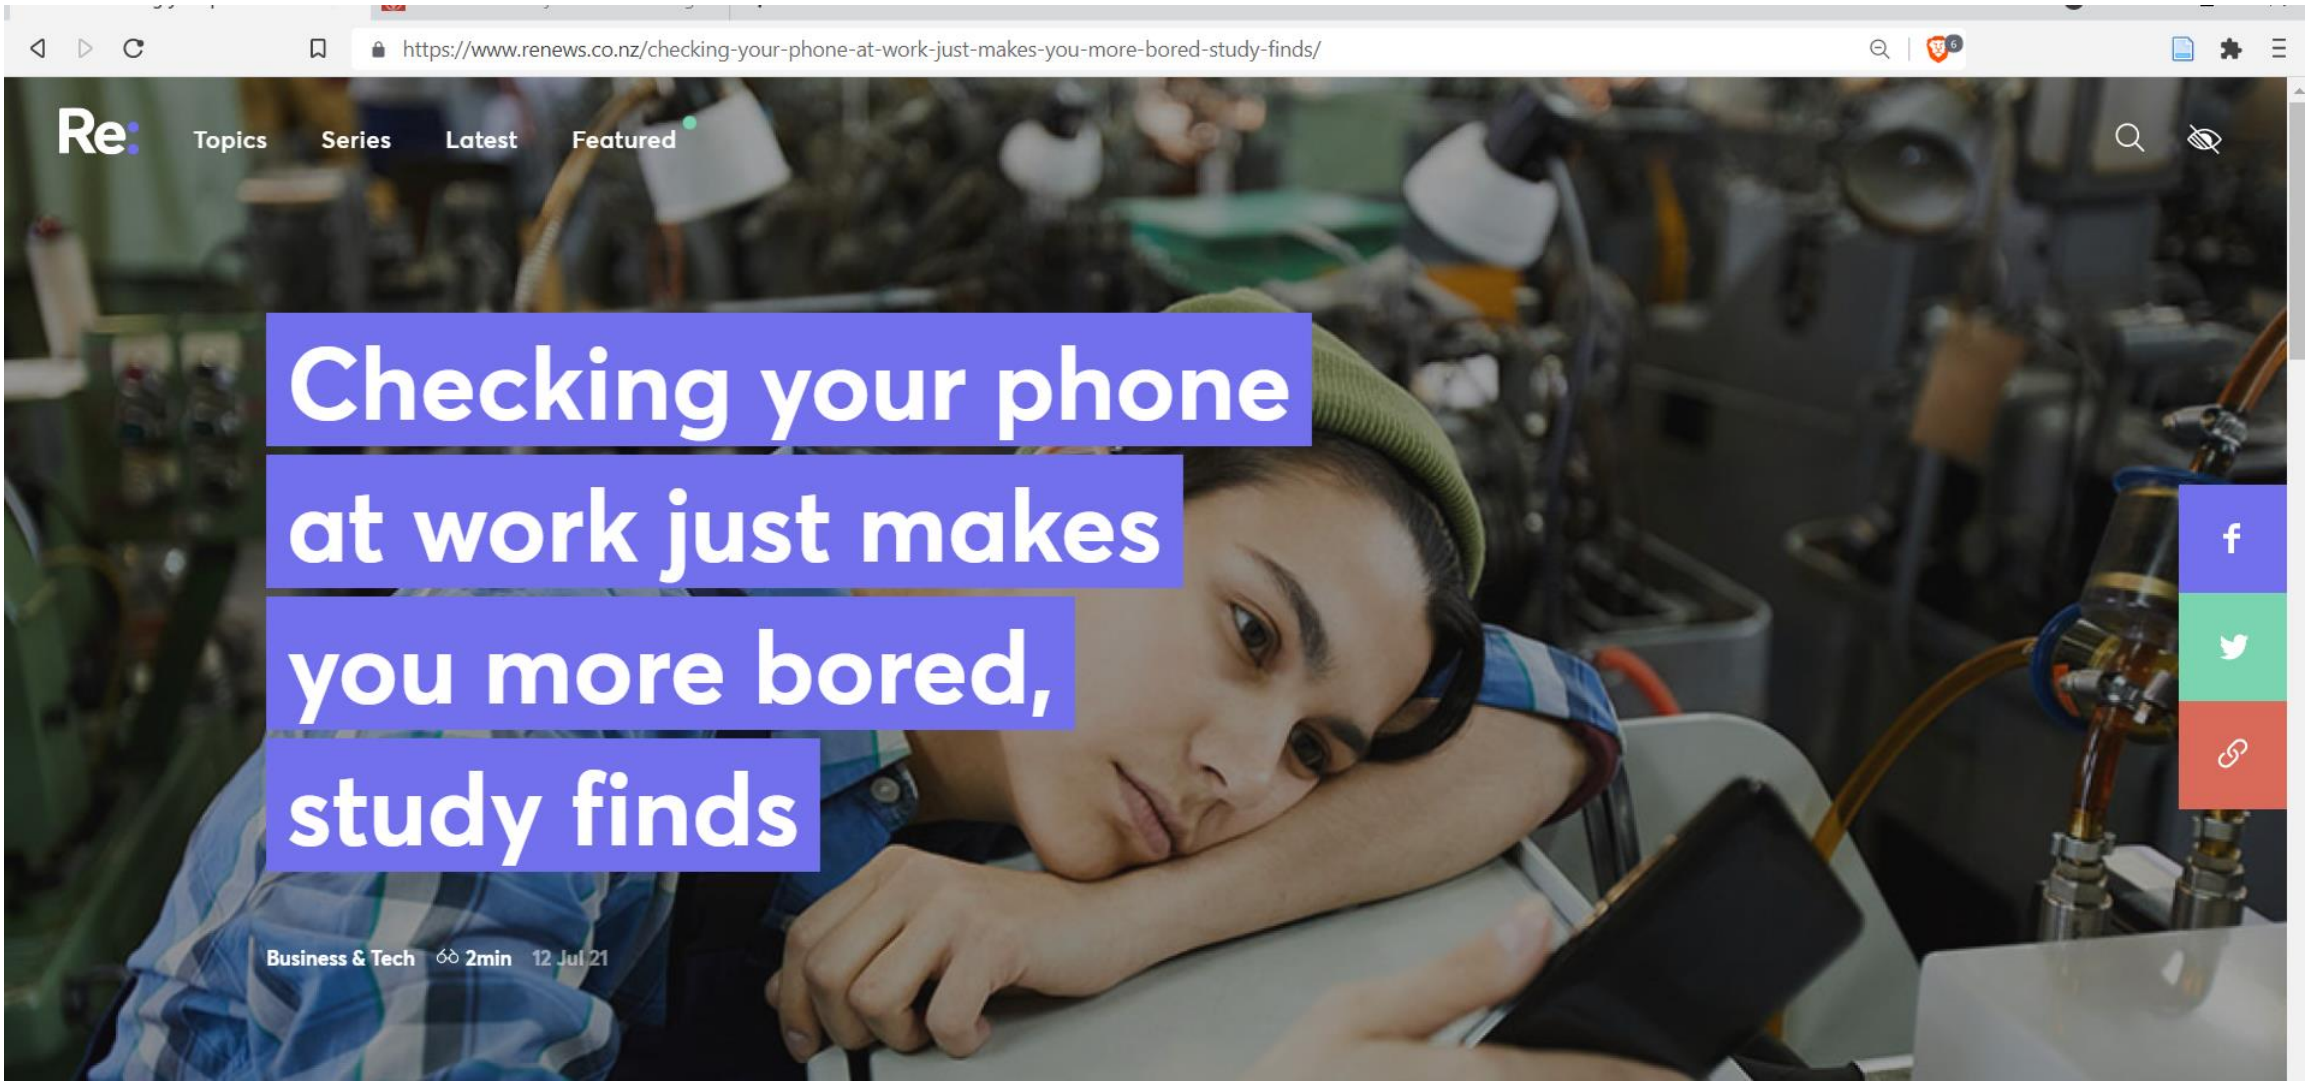 https://www.renews.co.nz/checking-your-phone-at-work-just-makes-you-more-bored-study-finds/
6
Re: Topics Series Latest Featured
Checking your phone
at work just makes
you more bored,
study finds
f
Business & Tech 2min 12 Jul 21